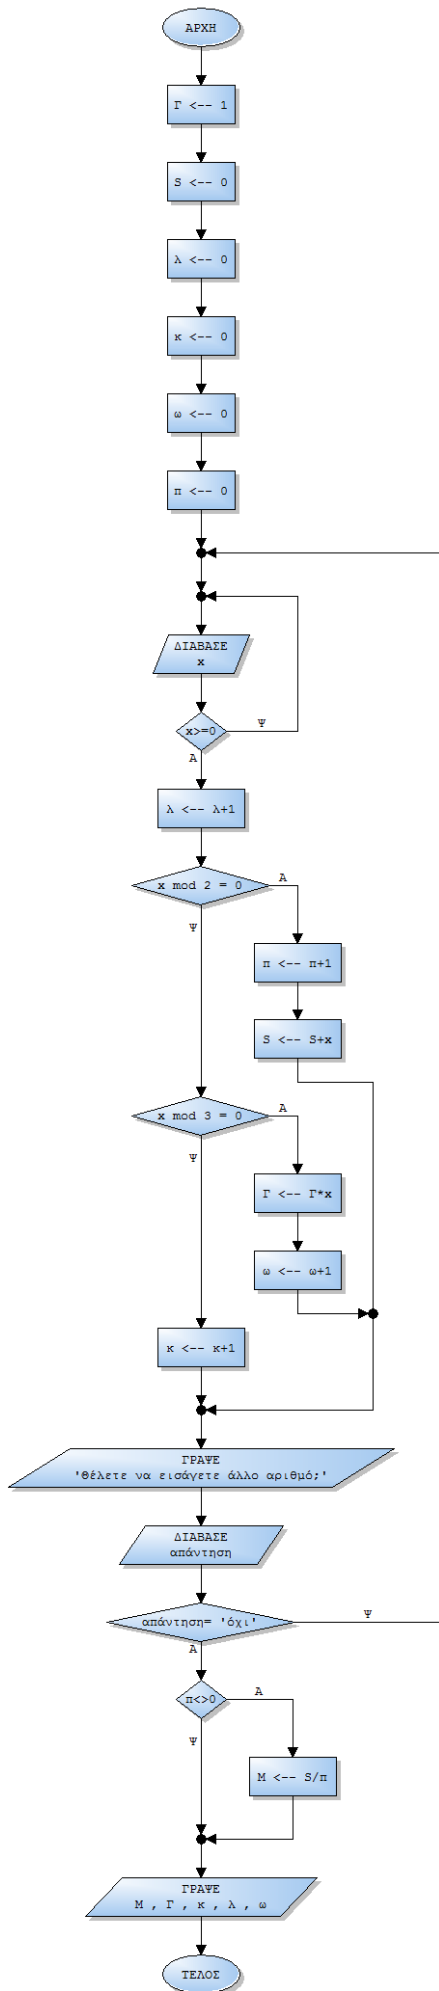 ΑΡΧΗ
Γ <-- 1
S <-- 0
λ <-- 0
κ <-- 0
ω <-- 0
π <-- 0
ΔΙΑΒΑΣΕ
x
x>=0
Ψ
Α
λ <-- λ+1
x mod 2 = 0
Α
Ψ
π <-- π+1
S <-- S+x
x mod 3 = 0
Α
Ψ
Γ <-- Γ*x
ω <-- ω+1
κ <-- κ+1
ΓΡΑΨΕ
'Θέλετε να εισάγετε άλλο αριθμό;'
ΔΙΑΒΑΣΕ
απάντηση
απάντηση= 'όχι'
Ψ
Α
π<>0
Α
Ψ
Μ <-- S/π
ΓΡΑΨΕ
Μ , Γ , κ , λ , ω
ΤΕΛΟΣ